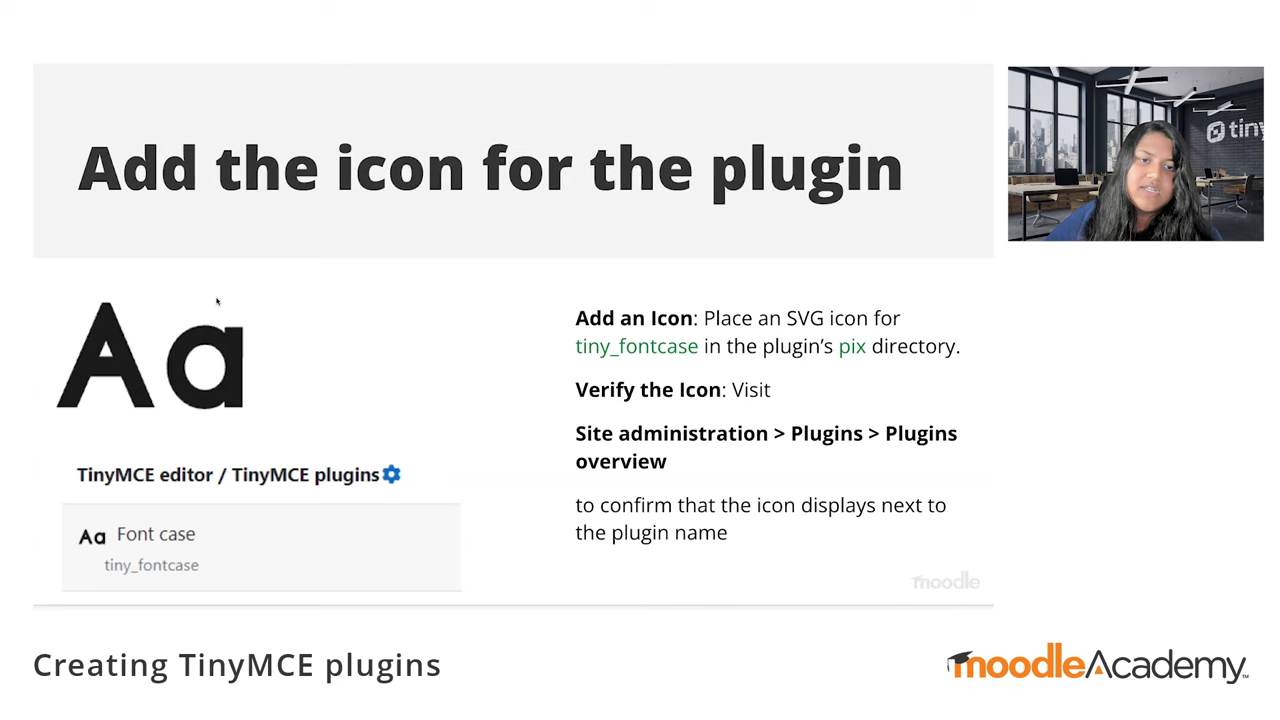 Add the icon for the plugin
tiny
Aa
Add an Icon: Place an SVG icon for
tiny_fontcase in the plugin's pix directory.
Verify the Icon: Visit
Site administration > Plugins > Plugins
overview
to confirm that the icon displays next to
the plugin name
TinyMCE editor / TinyMCE plugins
Aa Font case
tiny_fontcase
moodle
Creating TinyMCE plugins
moodleAcademy™